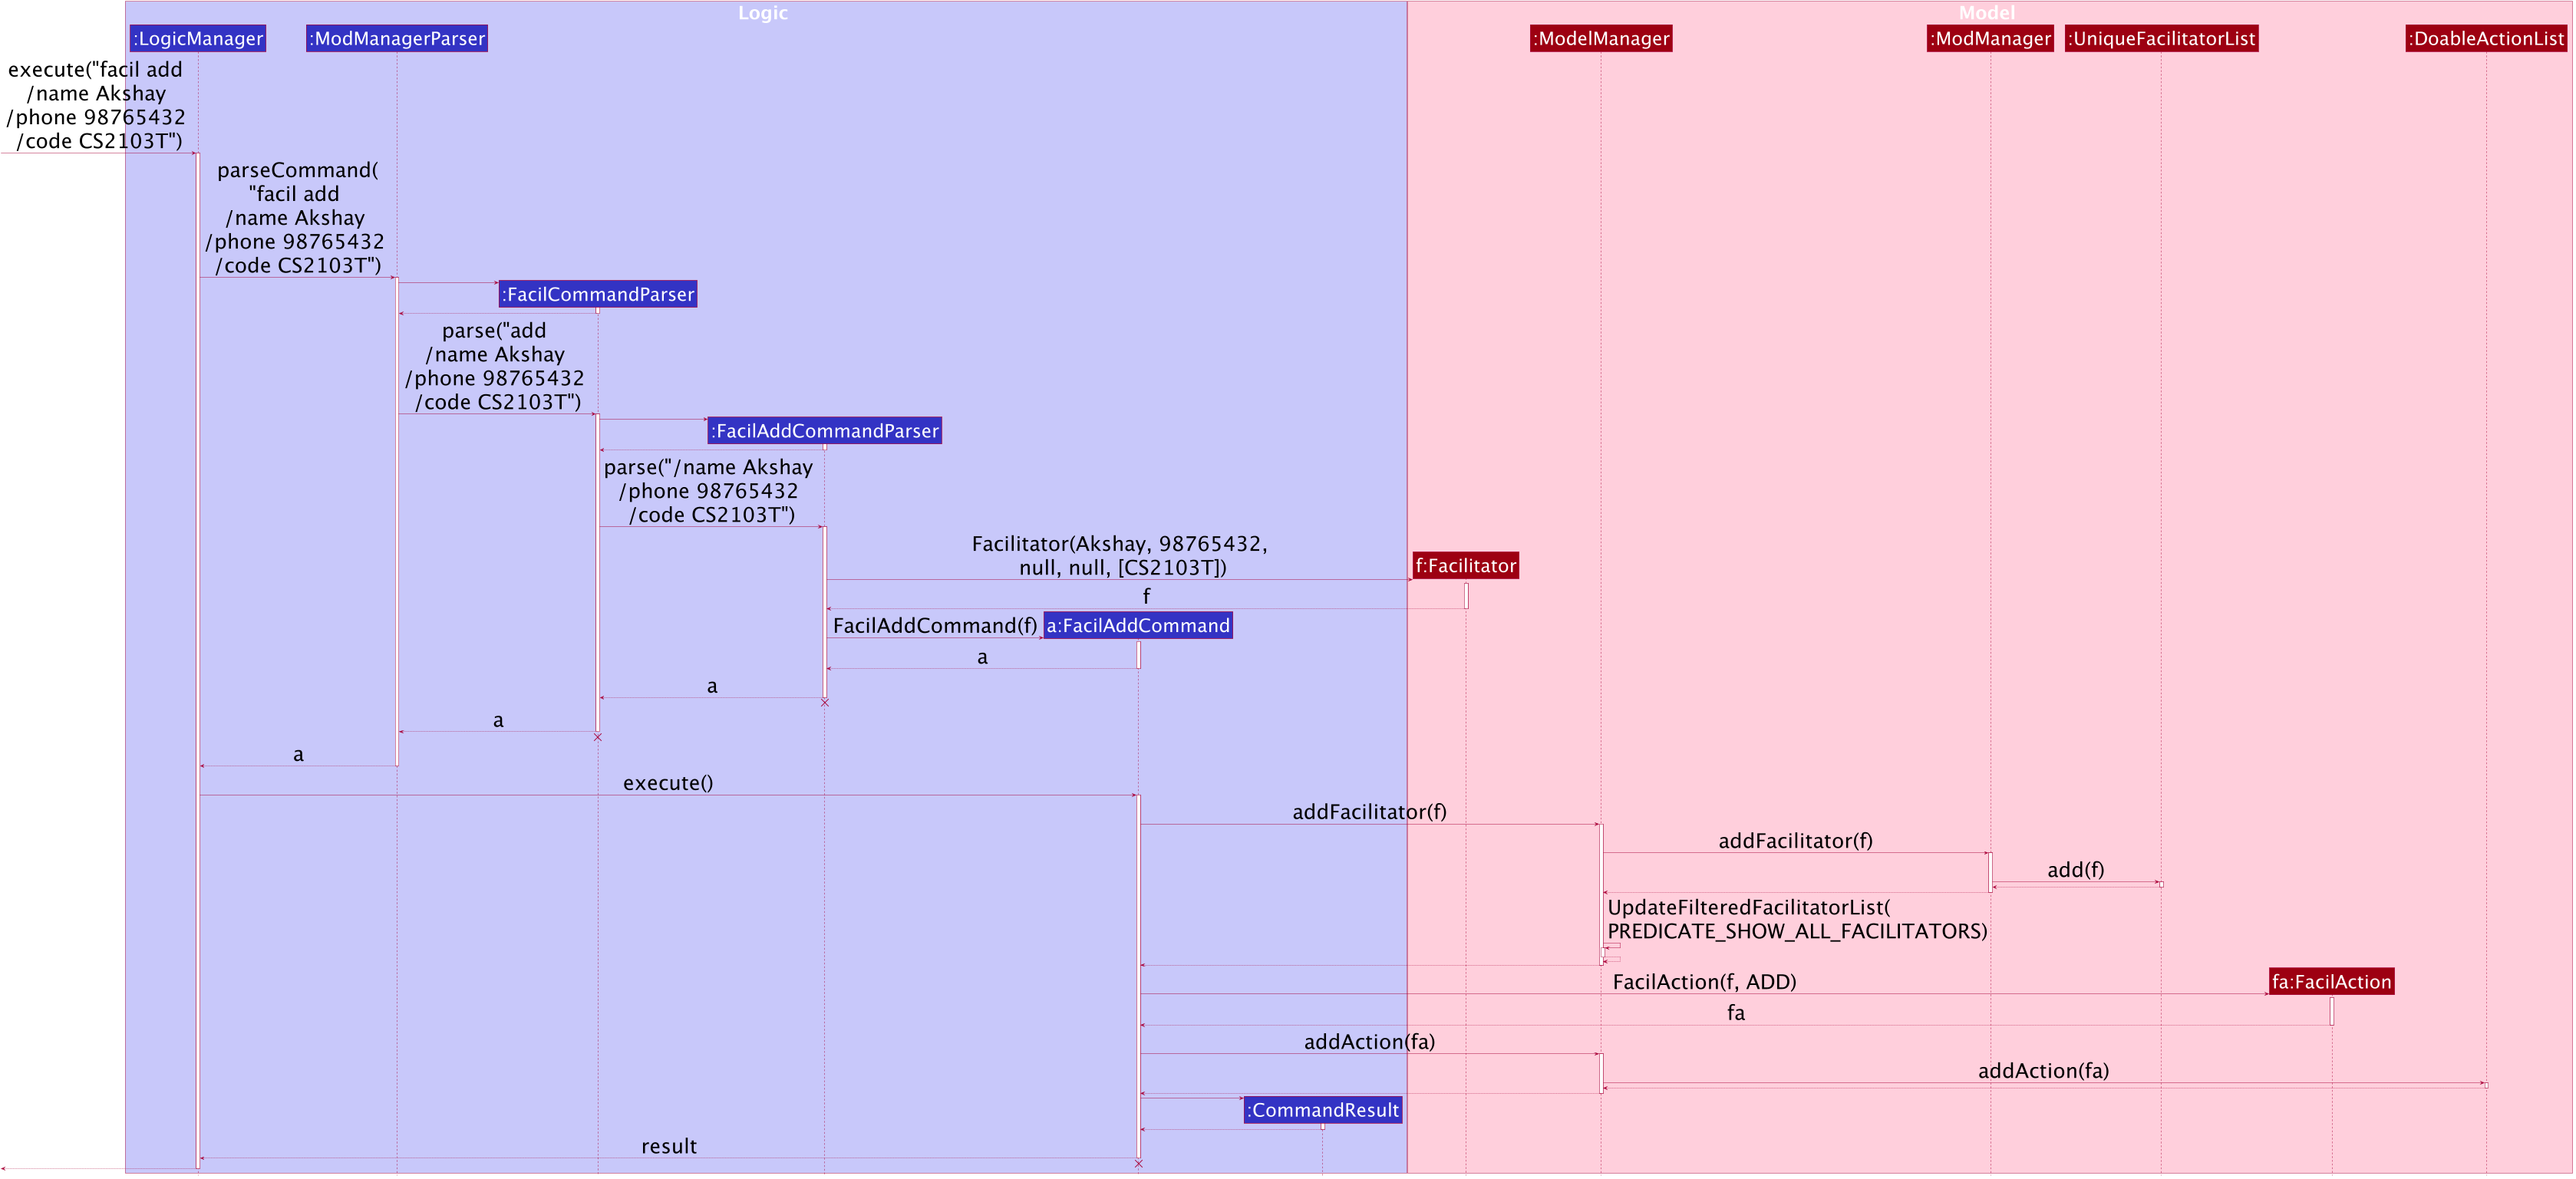 Logic
Model
:LogicManager
:ModManagerParser
:ModelManager
:ModManager
:UniqueFacilitatorList
:DoableActionList
execute("facil add
/name Akshay
/phone 98765432
/code CS2103T")
parseCommand(
"facil add
/name Akshay
/phone 98765432
/code CS2103T")
:FacilCommandParser
parse("add
/name Akshay
/phone 98765432
/code CS2103T")
:FacilAddCommandParser
parse("/name Akshay
/phone 98765432
/code CS2103T")
Facilitator(Akshay, 98765432,
null, null, [CS2103T])
f:Facilitator
f
FacilAddCommand(f)
a:FacilAddCommand
a
a
a
a
execute()
addFacilitator(f)
addFacilitator(f)
add(f)
UpdateFilteredFacilitatorList(
PREDICATE_SHOW_ALL_FACILITATORS)
FacilAction(f, ADD)
fa:FacilAction
fa
addAction(fa)
addAction(fa)
:CommandResult
result